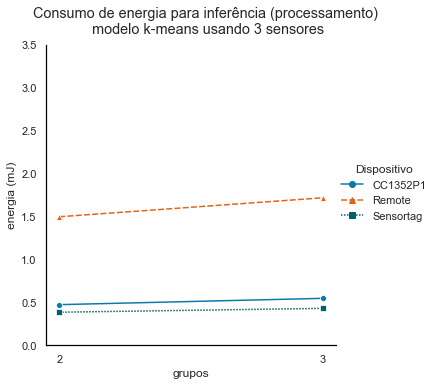 Consumo de energia para inferência (processamento)
modelo k-means usando 3 sensores
3.5
3.0
2.5
2.0
1.5
1.0
0.5
0.0
energia (mJ)
2
3
grupos
Dispositivo
CC1352P1
Remote
Sensortag